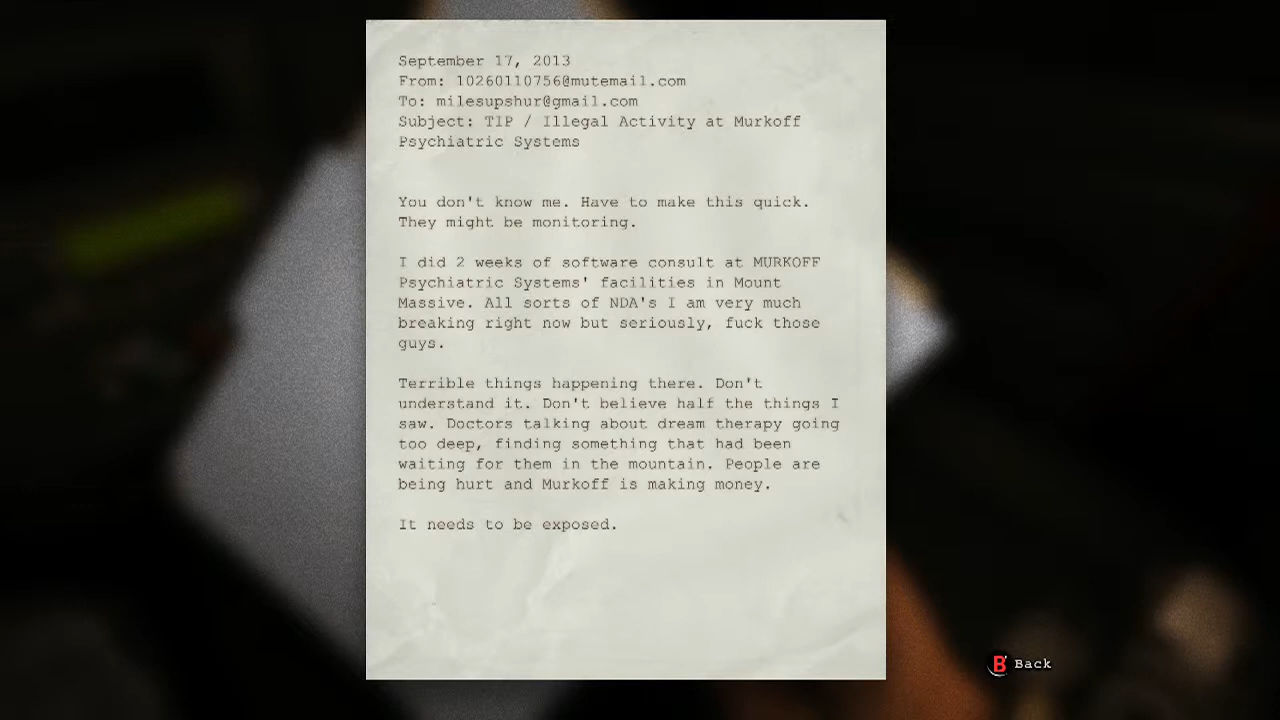 September 17, 2013
From: 10260110756@mutemail.com
To: milesupshur@gmail.com
Subject: TIP / Illegal Activity at Murkoff
Psychiatric Systems
You don't know me. Have to make this quick.
They might be monitoring.
I did 2 weeks of software consult at MURKOFF
Psychiatric Systems' facilities in Mount
Massive. All sorts of NDA's I am very much
breaking right now but seriously, fuck those
guys.
Terrible things happening there. Don't
understand it. Don't believe half the things I
saw. Doctors talking about dream therapy going
too deep, finding something that had been
waiting for them in the mountain. People are
being hurt and Murkoff is making money.
It needs to be exposed.
B Back